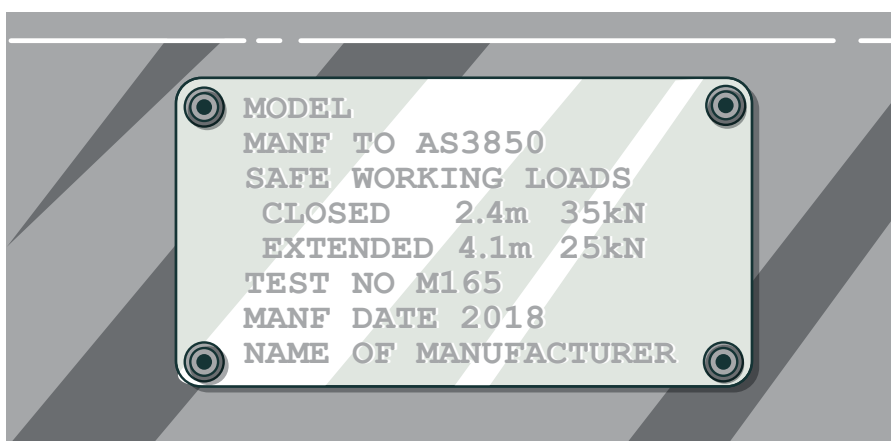 MODEL
MANF TO AS3850
SAFE WORKING LOADS
CLOSED 2.4m 35kN
EXTENDED 4.1m 25kN
TEST NO M165
MANF DATE 2018
NAME OF MANUFACTURER